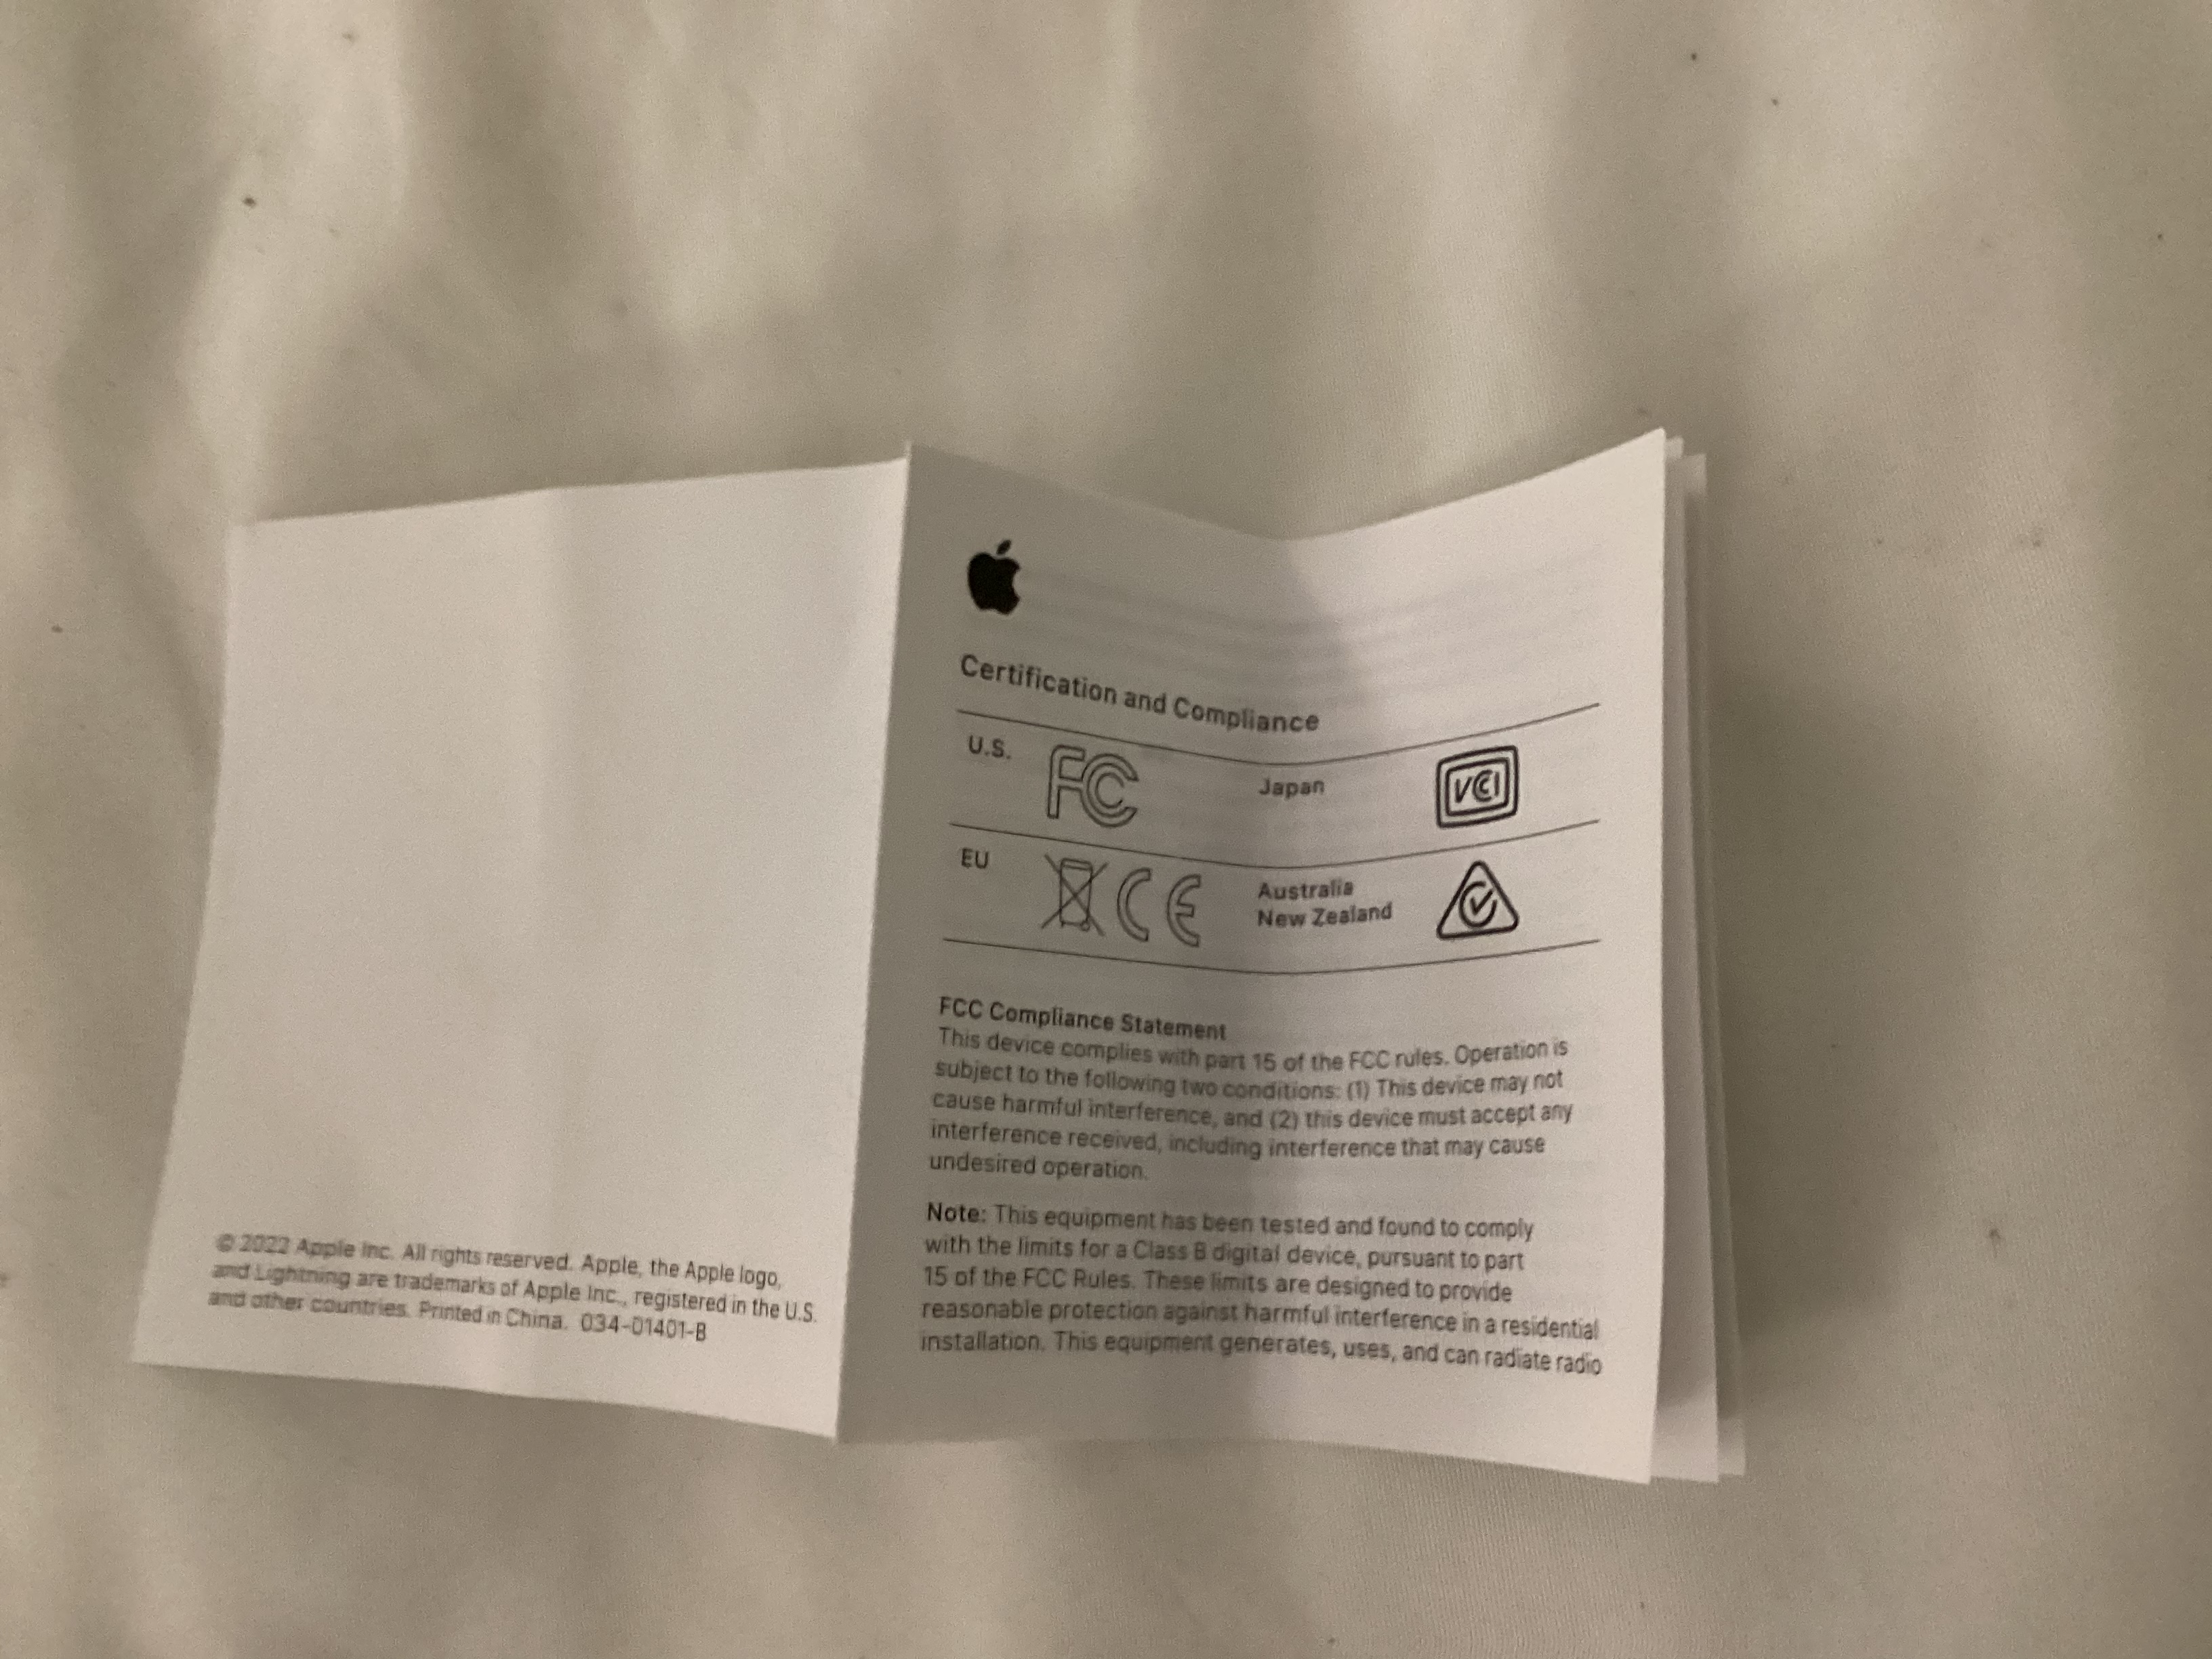 © 2022 Apple Inc. All rights reserved. Apple, the Apple logo,
and Lightning are trademarks of Apple Inc., registered in the U.S.
and other countries. Printed in China. 034-01401-B
Certification and Compliance
U.S.
FC
Japan
VCCI
EU
CE
Australia
New Zealand
FCC Compliance Statement
This device complies with part 15 of the FCC rules. Operation is
subject to the following two conditions: (1) This device may not
cause harmful interference, and (2) this device must accept any
interference received, including interference that may cause
undesired operation.
Note: This equipment has been tested and found to comply
with the limits for a Class B digital device, pursuant to part
15 of the FCC Rules. These limits are designed to provide
reasonable protection against harmful interference in a residential
installation. This equipment generates, uses, and can radiate radio